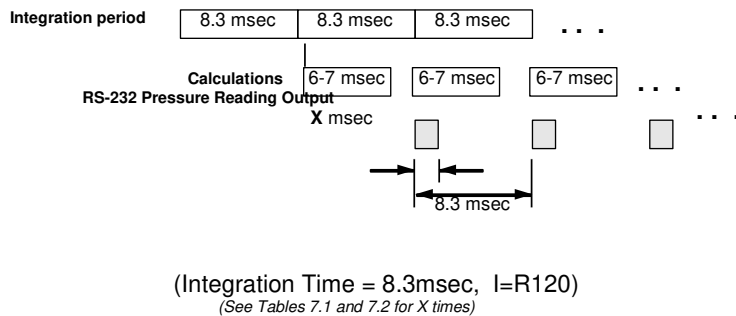 Integration period 8.3 msec 8.3 msec 8.3 msec . . .
Calculations 6-7 msec 6-7 msec 6-7 msec . . .
RS-232 Pressure Reading Output . . .
X msec
8.3 msec
(Integration Time = 8.3msec, I=R120)
(See Tables 7.1 and 7.2 for X times)